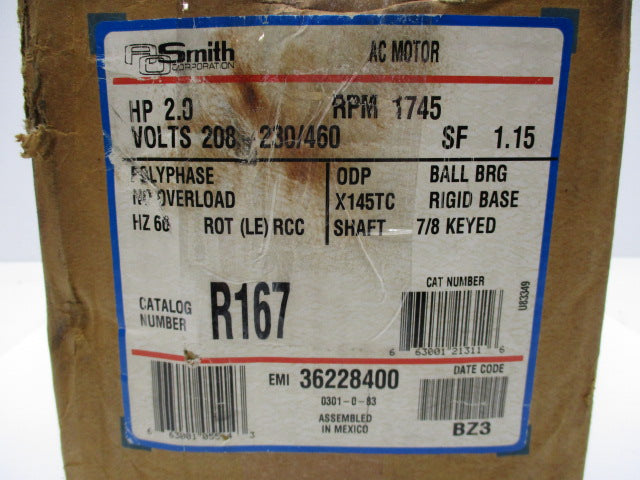 AO Smith
CORPORATION
AC MOTOR
HP 2.0 RPM 1745
VOLTS 208-230/460 SF 1.15
POLYPHASE
NO OVERLOAD
HZ 60 ROT (LE) RCC
ODP BALL BRG
X145TC RIGID BASE
SHAFT 7/8 KEYED
CATALOG
NUMBER R167
CAT NUMBER
6 63001 21311 6
U83349
EMI 36228400
0301-0-83
ASSEMBLED
IN MEXICO
DATE CODE
BZ3